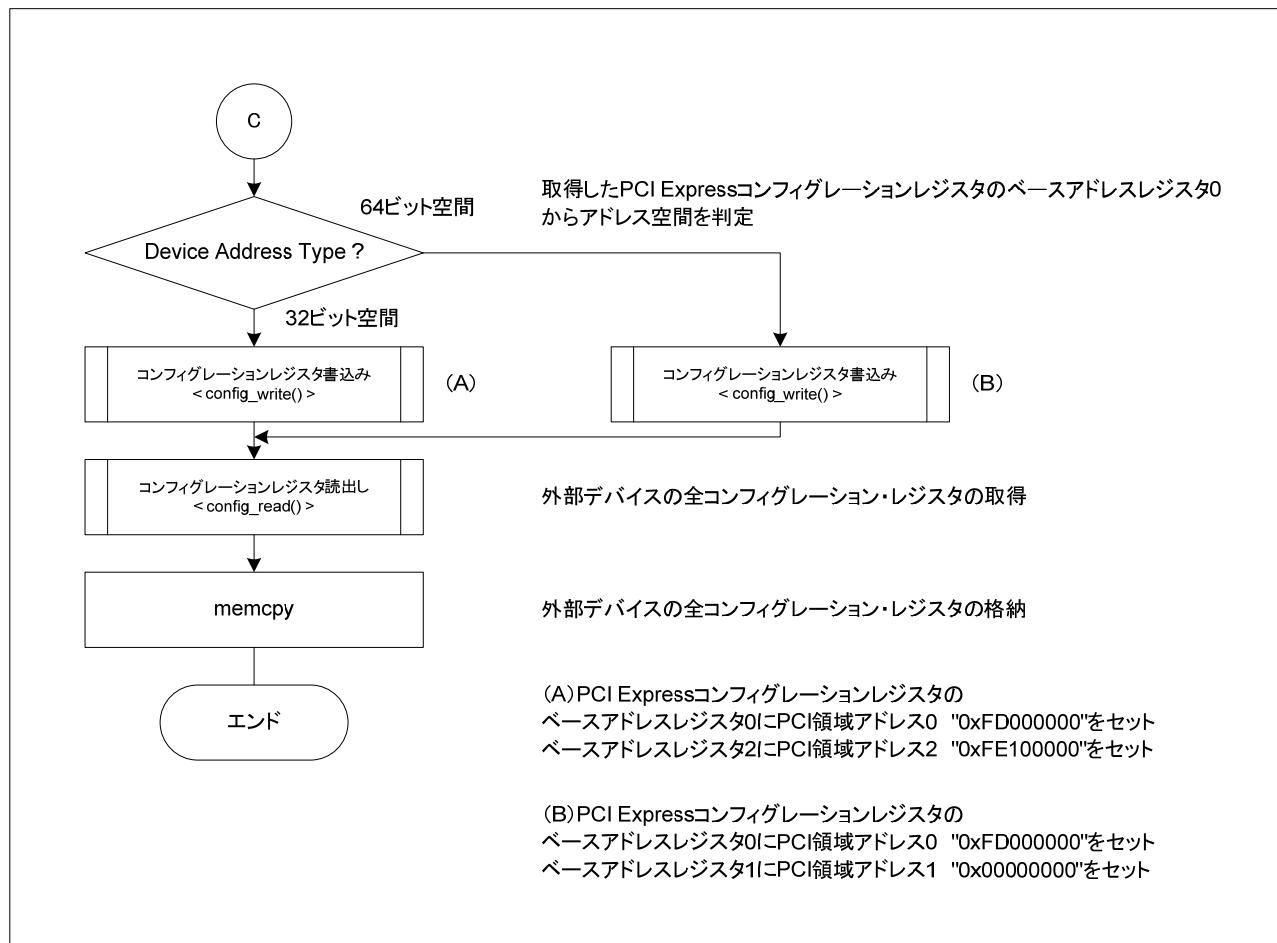 C
64ビット空間
取得したPCI Expressコンフィグレーションレジスタのベースアドレスレジスタ0
からアドレス空間を判定
Device Address Type ?
32ビット空間
コンフィグレーションレジスタ書込み
< config_write() >
(A)
コンフィグレーションレジスタ書込み
< config_write() >
(B)
コンフィグレーションレジスタ読出し
< config_read() >
外部デバイスの全コンフィグレーション・レジスタの取得
memcpy
外部デバイスの全コンフィグレーション・レジスタの格納
エンド
(A)PCI Expressコンフィグレーションレジスタの
ベースアドレスレジスタ0にPCI領域アドレス0 "0xFD000000"をセット
ベースアドレスレジスタ2にPCI領域アドレス2 "0xFE100000"をセット
(B)PCI Expressコンフィグレーションレジスタの
ベースアドレスレジスタ0にPCI領域アドレス0 "0xFD000000"をセット
ベースアドレスレジスタ1にPCI領域アドレス1 "0x00000000"をセット